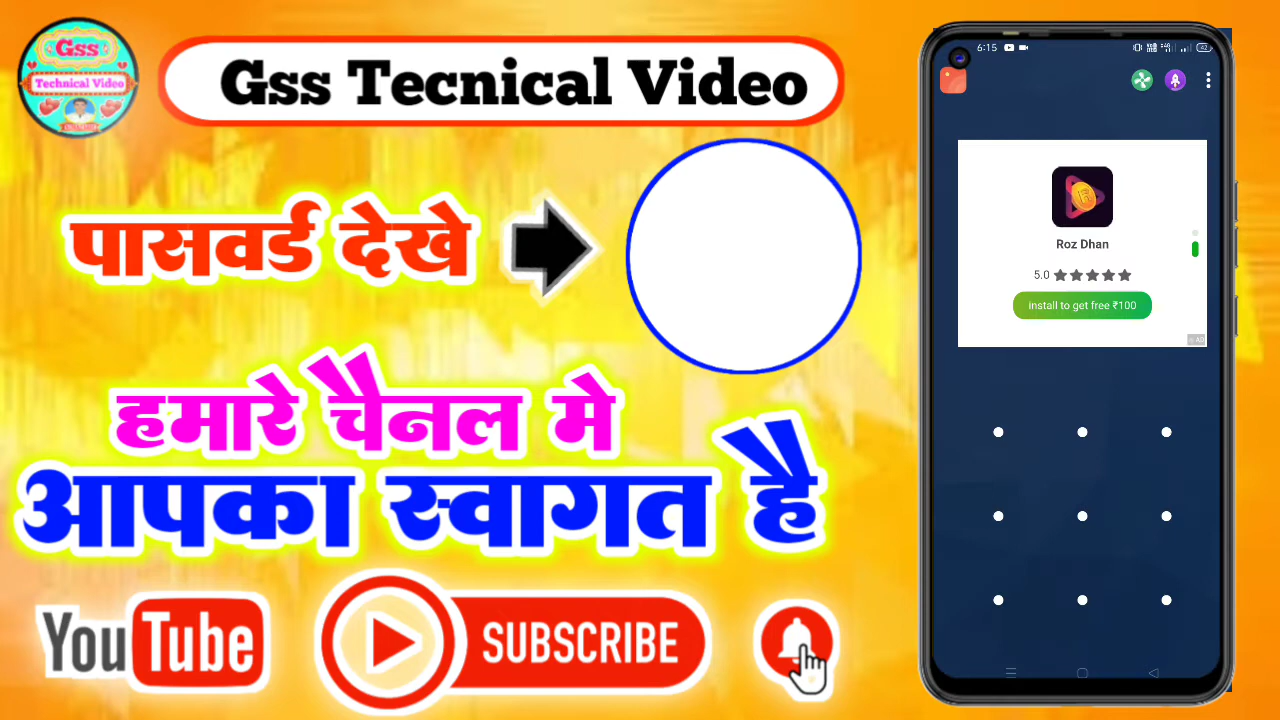 Gss
Technical Video
Gss Tecnical Video
पासवर्ड देखे
हमारे चैनल मे
आपका स्वागत है
YouTube
SUBSCRIBE
6:15
Roz Dhan
5.0
install to get free ₹100
AD